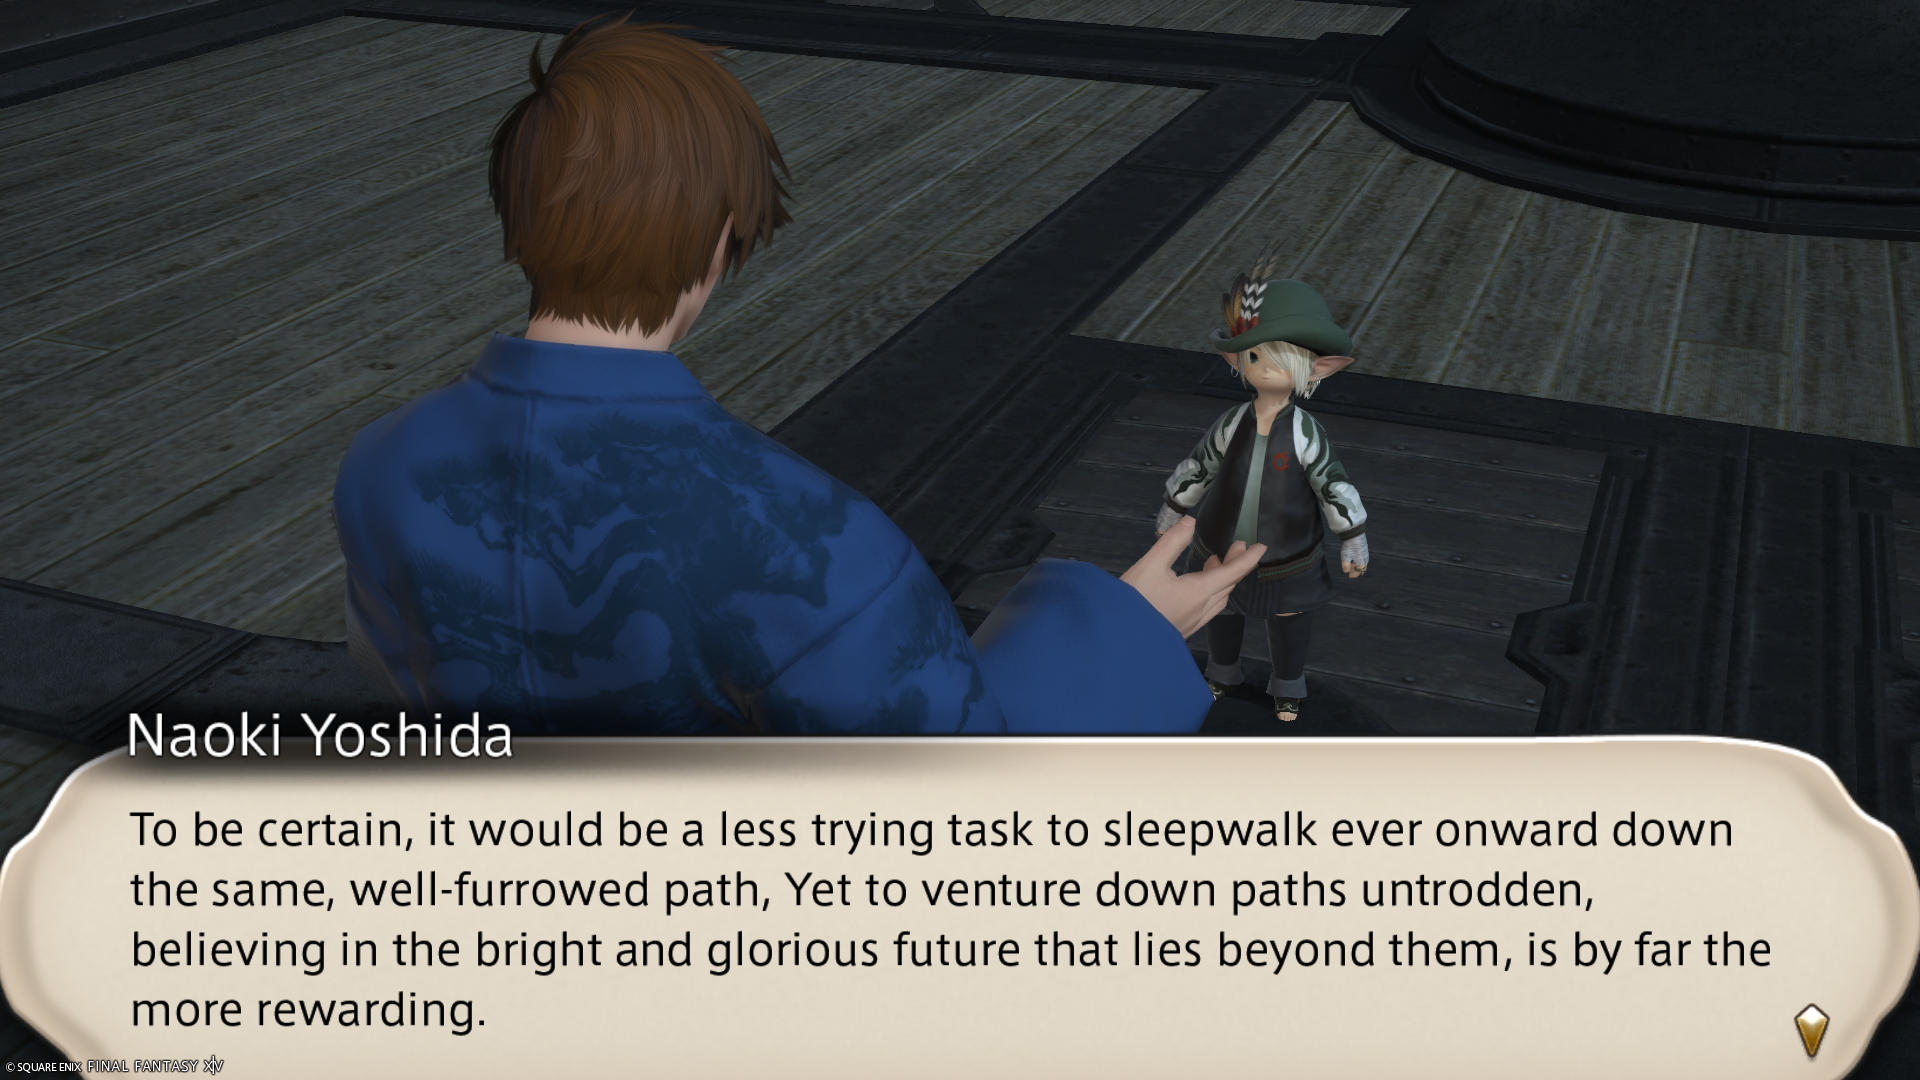 Naoki Yoshida
To be certain, it would be a less trying task to sleepwalk ever onward down
the same, well-furrowed path, Yet to venture down paths untrodden,
believing in the bright and glorious future that lies beyond them, is by far the
more rewarding.
© SQUARE ENIX FINAL FANTASY XIV